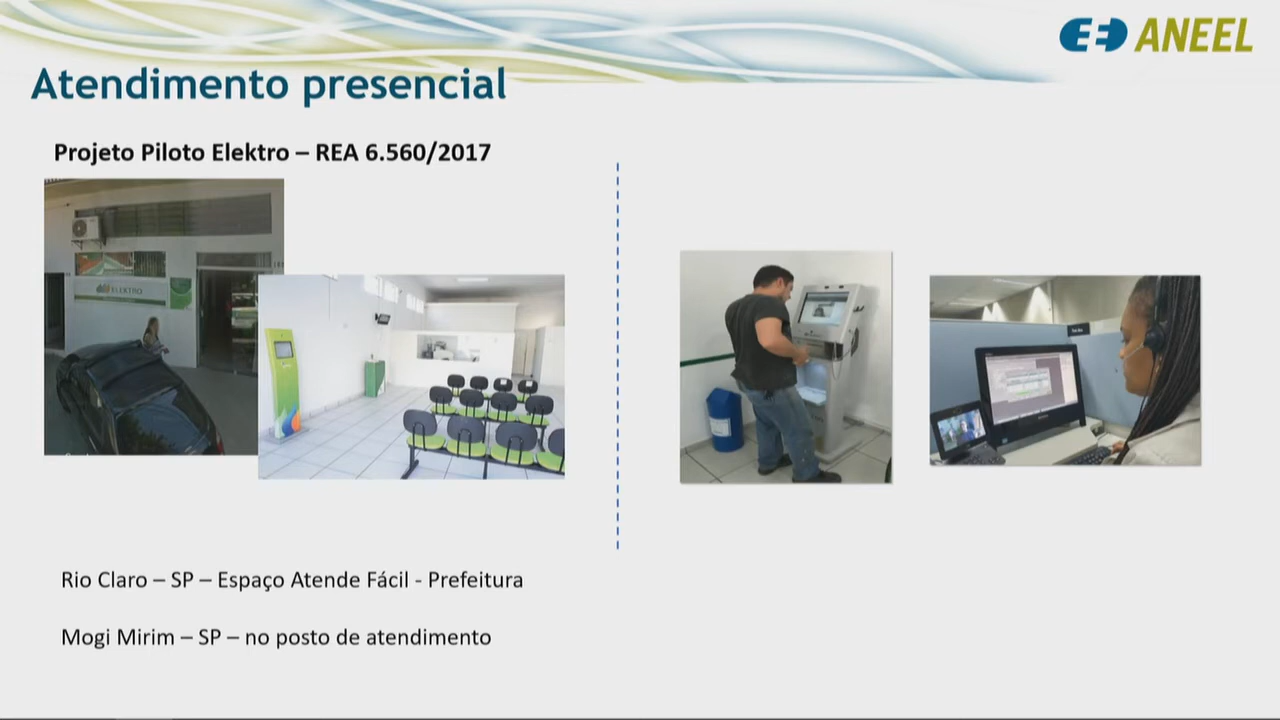 ANEEL
Atendimento presencial
Projeto Piloto Elektro – REA 6.560/2017
ELEKTRO
Rio Claro – SP – Espaço Atende Fácil - Prefeitura
Mogi Mirim – SP – no posto de atendimento